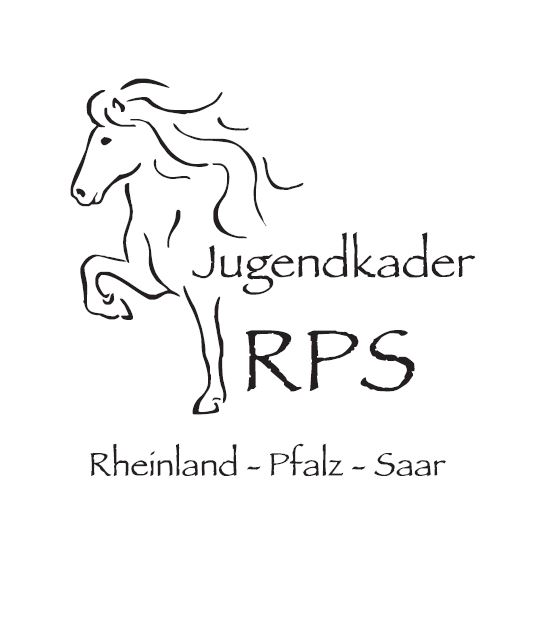 Jugendkader
RPS
Rheinland - Pfalz - Saar